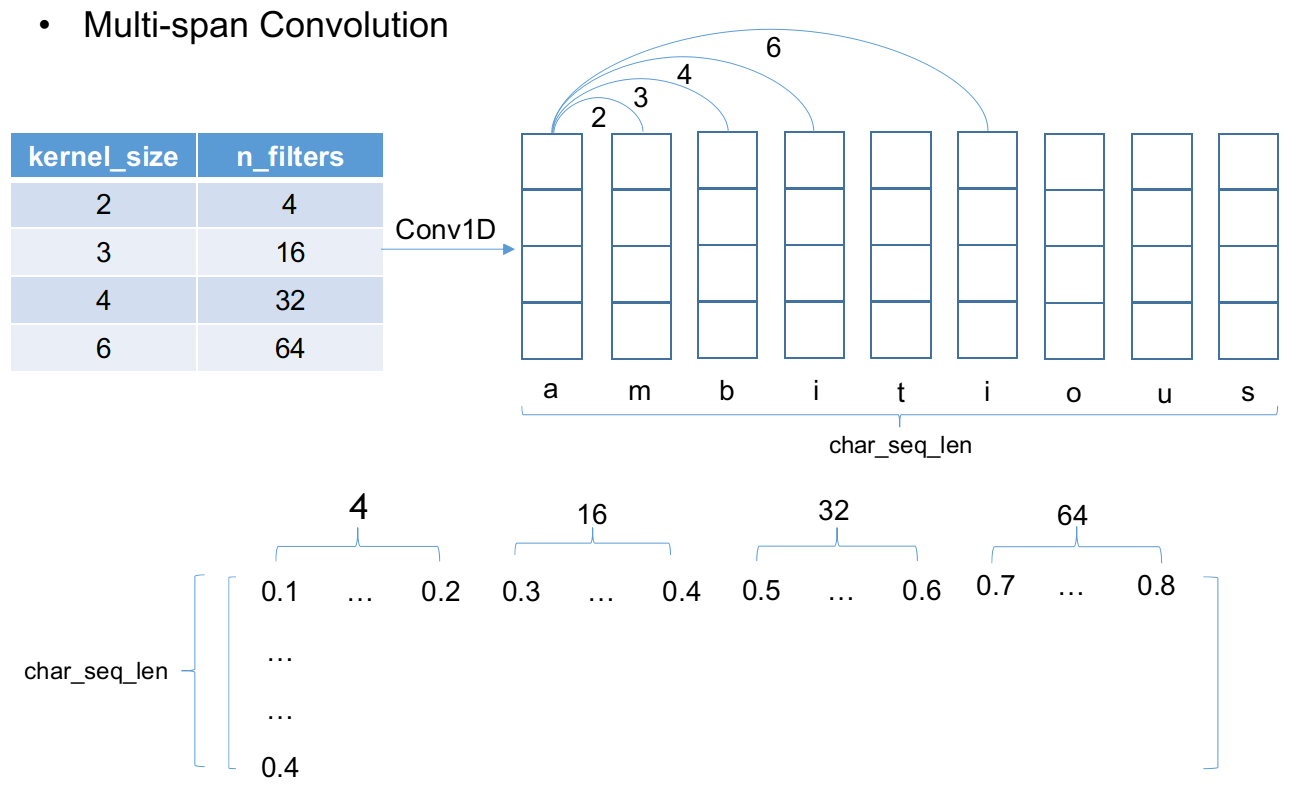 • Multi-span Convolution
6
4
3
2
kernel_size n_filters
2 4
3 16
4 32
6 64
Conv1D
a m b i t i o u s
char_seq_len
4 16 32 64
0.1 ... 0.2 0.3 ... 0.4 0.5 ... 0.6 0.7 ... 0.8
...
char_seq_len
...
0.4